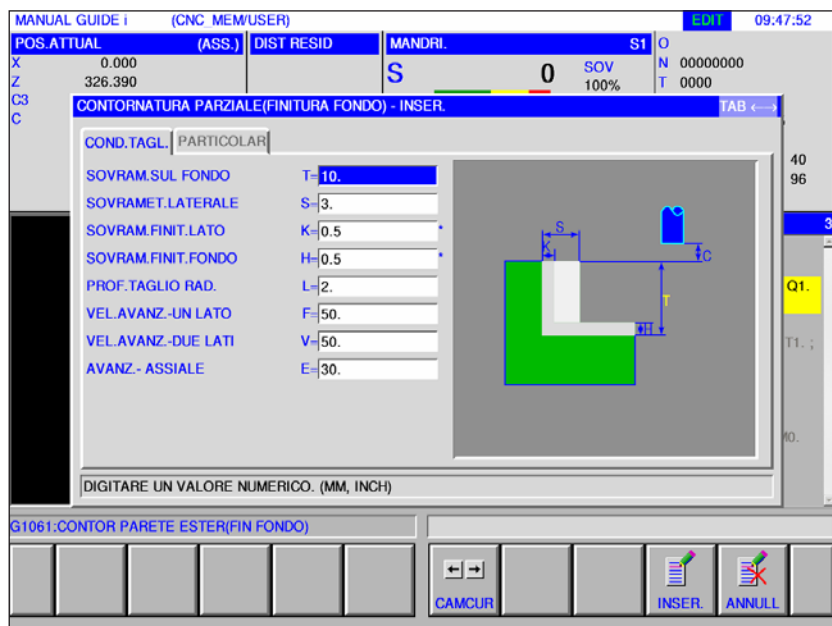 MANUAL GUIDE i (CNC_MEM/USER) EDIT 09:47:52
POS.ATTUAL (ASS.) DIST RESID MANDRI. S1 O
X 0.000 S 0 SOV N 00000000
Z 326.390 100% T 0000
C3
C
CONTORNATURA PARZIALE(FINITURA FONDO) - INSER. TAB ←→
COND.TAGL. PARTICOLAR
40
96
SOVRAM.SUL FONDO T=10.
SOVRAMET.LATERALE S=3.
SOVRAM.FINIT.LATO K=0.5 *
SOVRAM.FINIT.FONDO H=0.5 *
PROF.TAGLIO RAD. L=2.
VEL.AVANZ.-UN LATO F=50.
VEL.AVANZ.-DUE LATI V=50.
AVANZ.- ASSIALE E=30.
S
K
C
T
H
3
Q1.
T1. ;
M0.
DIGITARE UN VALORE NUMERICO. (MM, INCH)
G1061:CONTOR PARETE ESTER(FIN FONDO)
CAMCUR INSER. ANNULL